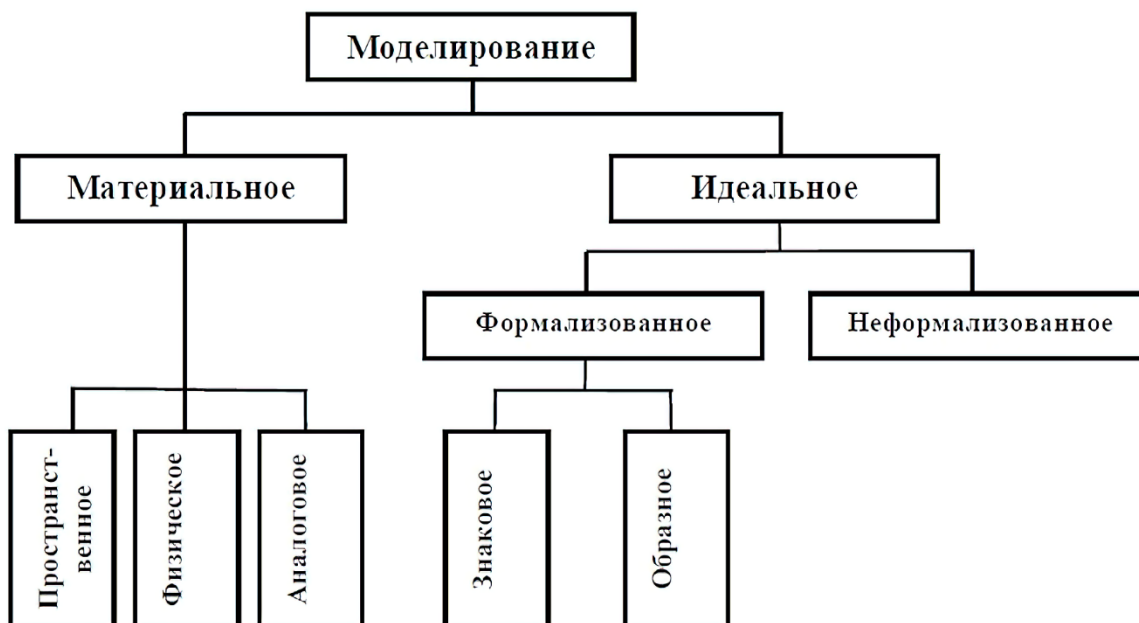 Моделирование
Материальное
Идеальное
Формализованное
Неформализованное
Пространст-
венное
Физическое
Аналоговое
Знаковое
Образное